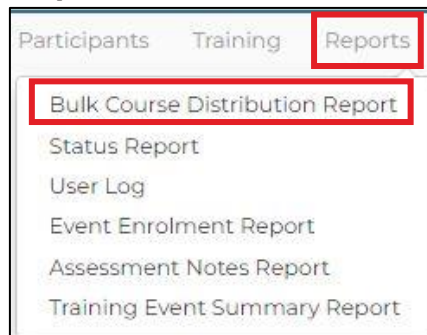 Participants Training Reports
Bulk Course Distribution Report
Status Report
User Log
Event Enrolment Report
Assessment Notes Report
Training Event Summary Report